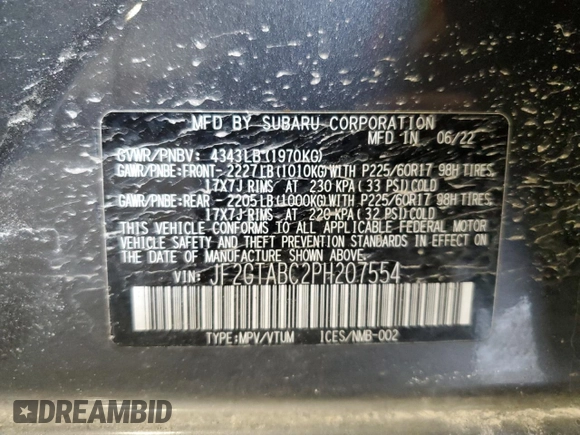 MFD BY SUBARU CORPORATION
MFD IN 06/22
GVWR/PNBV: 4343LB(1970KG)
GAWR/PNBE:FRONT- 2227LB(1010KG)WITH P225/60R17 98H TIRES,
17X7J RIMS AT 230 KPA (33 PSI)COLD
GAWR/PNBE:REAR - 2205LB(1000KG)WITH P225/60R17 98H TIRES,
17X7J RIMS AT 220 KPA (32 PSI)COLD
THIS VEHICLE CONFORMS TO ALL APPLICABLE FEDERAL MOTOR
VEHICLE SAFETY AND THEFT PREVENTION STANDARDS IN EFFECT ON
THE DATE OF MANUFACTURE SHOWN ABOVE.
VIN: JF2GTABC2PH207554
TYPE:MPV/VTUM ICES/NMB-002
DREAMBID